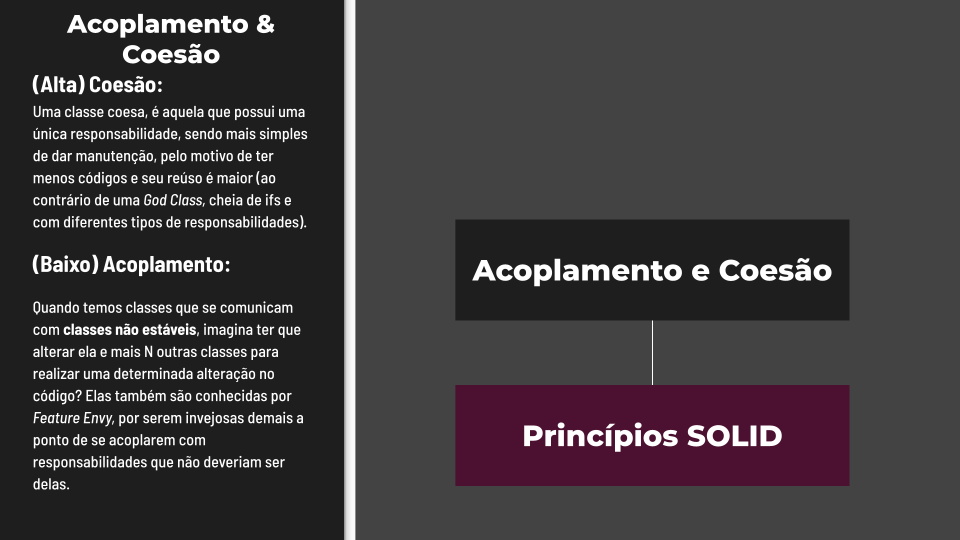 Acoplamento &
Coesão
(Alta) Coesão:
Uma classe coesa, é aquela que possui uma
única responsabilidade, sendo mais simples
de dar manutenção, pelo motivo de ter
menos códigos e seu reúso é maior (ao
contrário de uma God Class, cheia de ifs e
com diferentes tipos de responsabilidades).
(Baixo) Acoplamento:
Quando temos classes que se comunicam
com classes não estáveis, imagina ter que
alterar ela e mais N outras classes para
realizar uma determinada alteração no
código? Elas também são conhecidas por
Feature Envy, por serem invejosas demais a
ponto de se acoplarem com
responsabilidades que não deveriam ser
delas.
Acoplamento e Coesão
Princípios SOLID